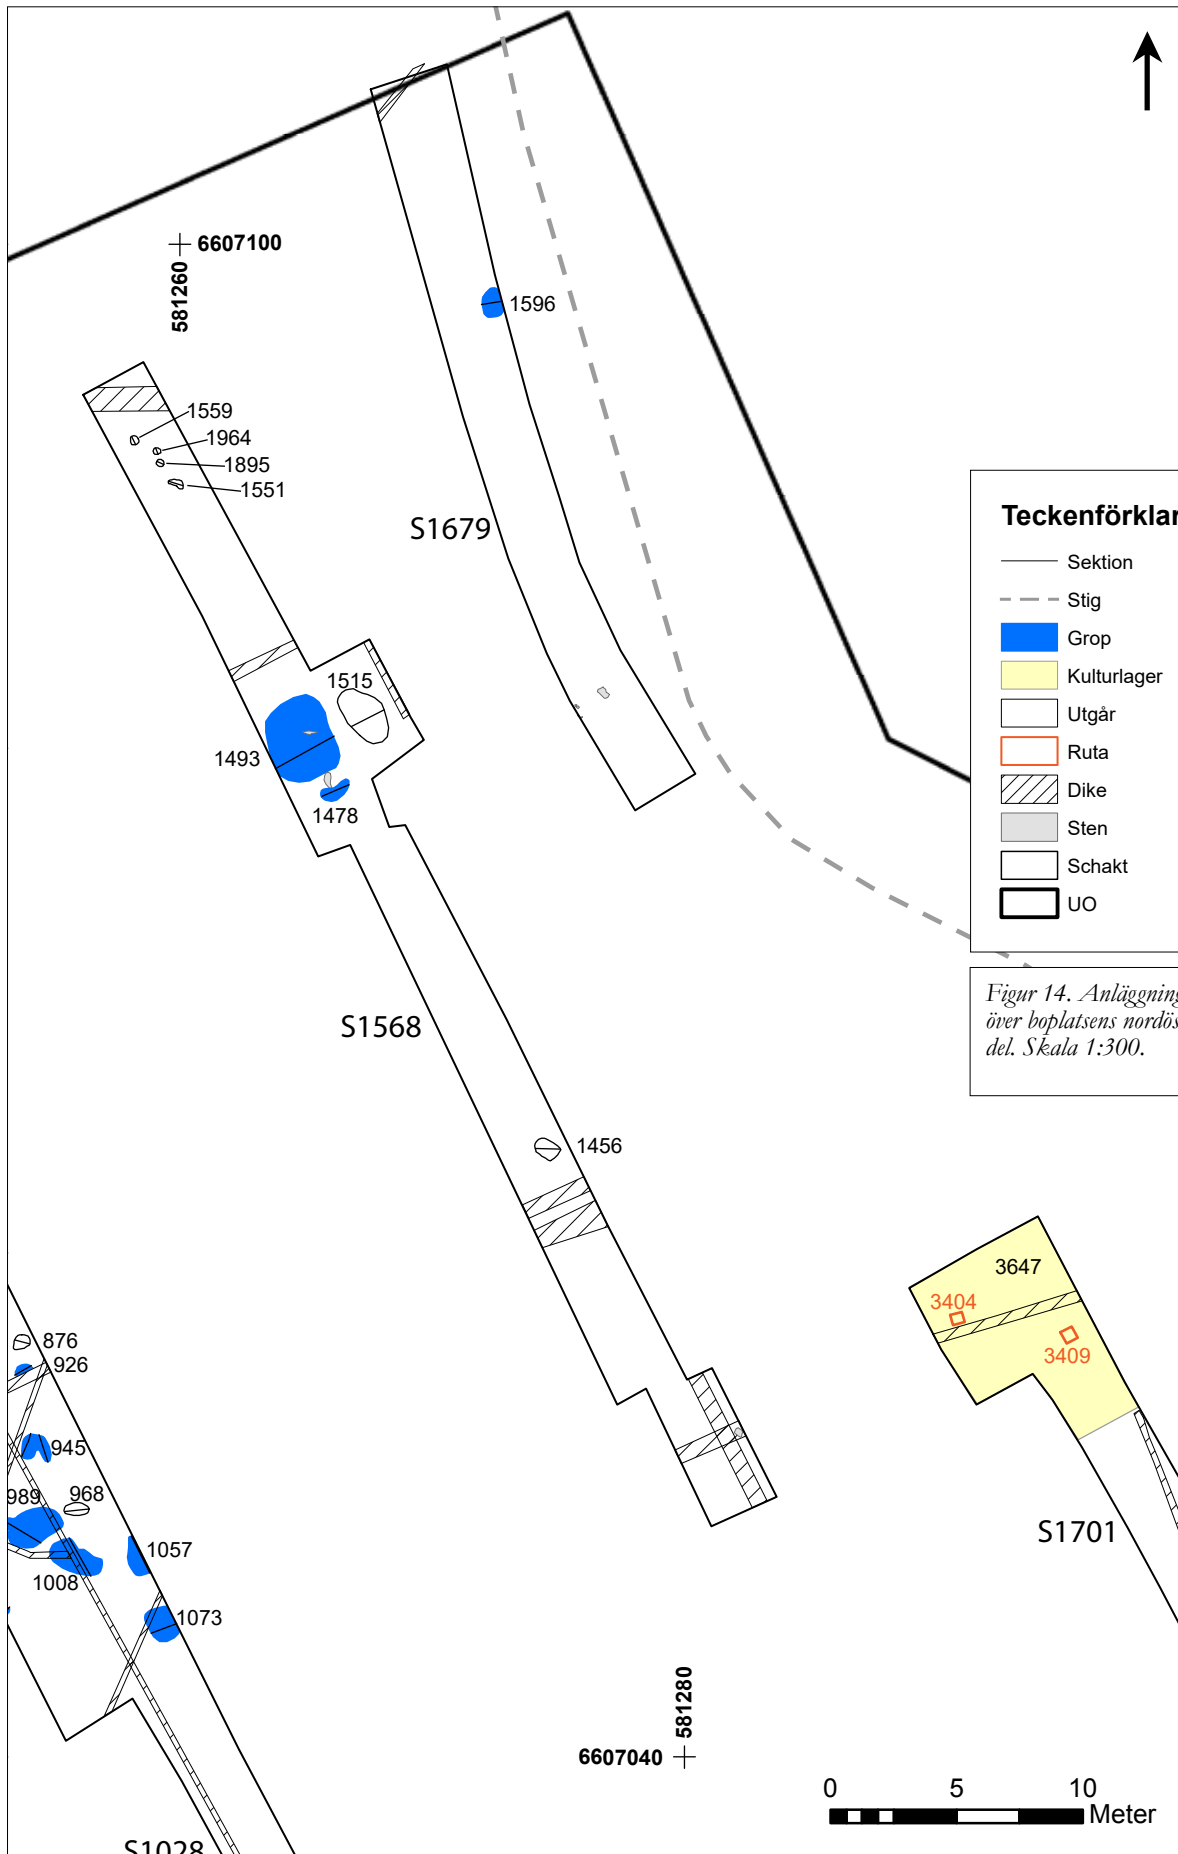 6607100
581260
1596
1559
1964
1895
1551
S1679
Teckenförklar
Sektion
Stig
Grop
Kulturlager
Utgår
Ruta
Dike
Sten
Schakt
UO
1515
1493
1478
Figur 14. Anläggning
över boplatsens nordös
del. Skala 1:300.
S1568
1456
3647
3404
3409
876
926
945
989
968
1057
1008
1073
S1701
581280
6607040
0 5 10
Meter
S1028